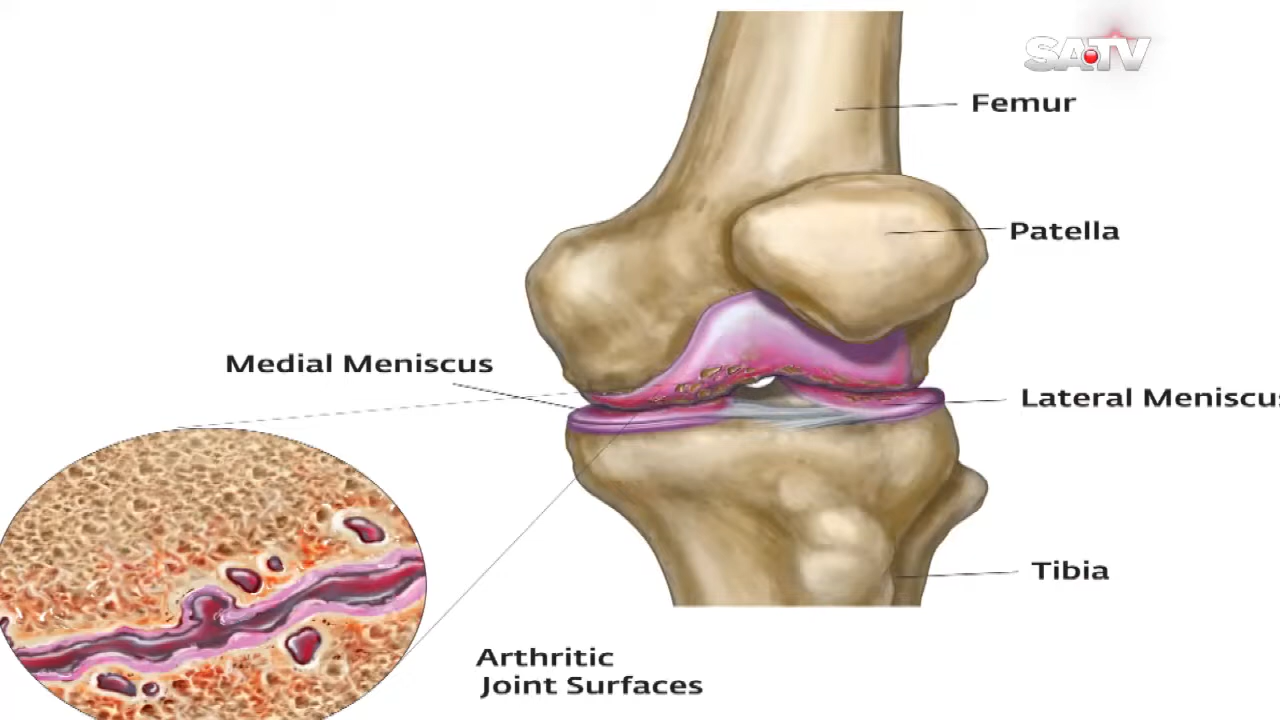 SATV
Femur
Patella
Medial Meniscus
Lateral Meniscus
Tibia
Arthritic
Joint Surfaces